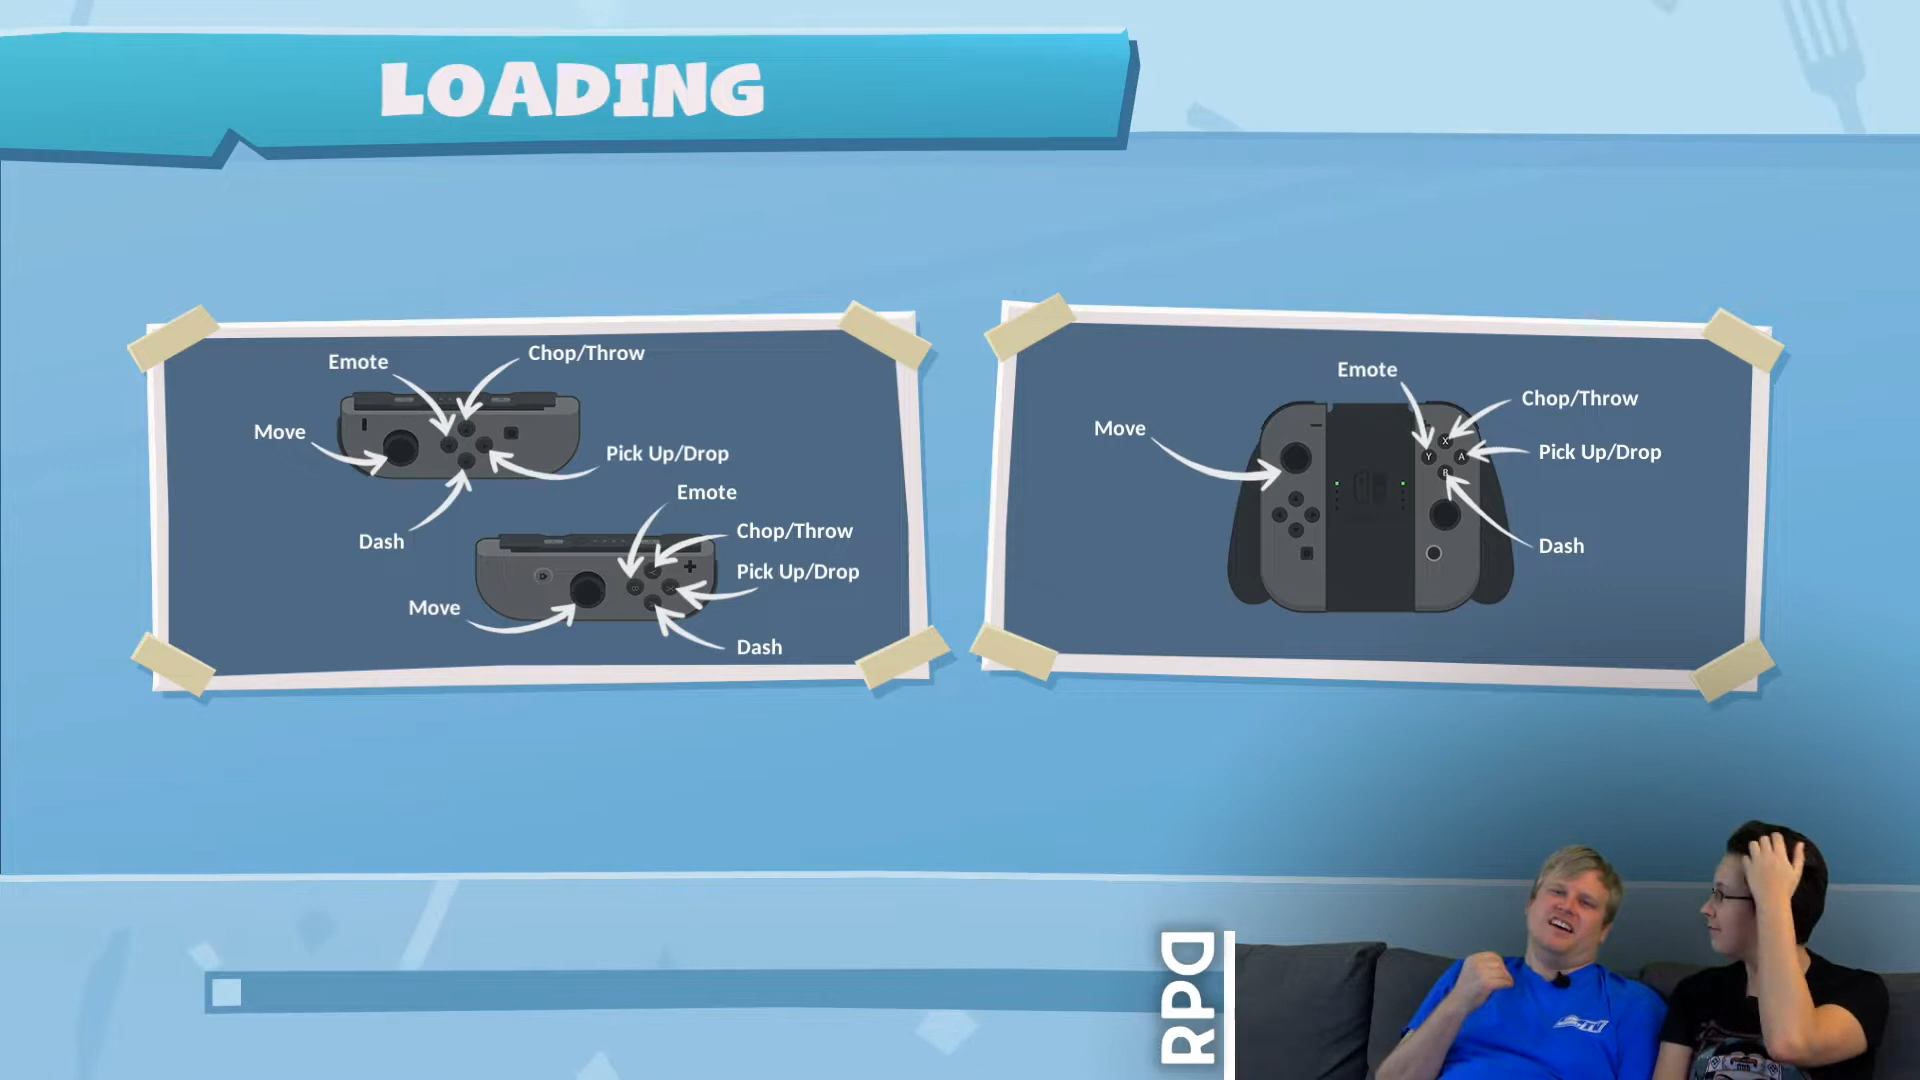 LOADING
Emote
Chop/Throw
Move
Pick Up/Drop
Dash
Emote
Chop/Throw
Pick Up/Drop
Move
Dash
Emote
Chop/Throw
Move
Pick Up/Drop
Dash
X
Y
A
B
RPD